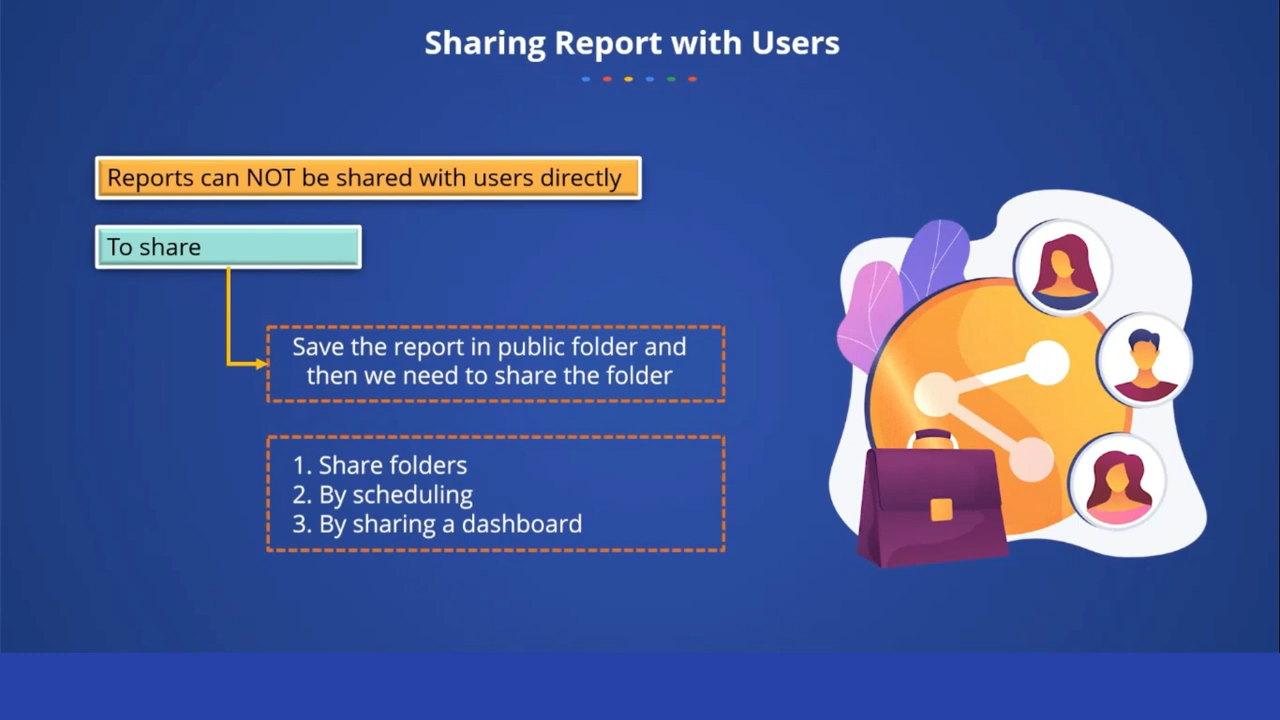 Sharing Report with Users
Reports can NOT be shared with users directly
To share
Save the report in public folder and
then we need to share the folder
1. Share folders
2. By scheduling
3. By sharing a dashboard